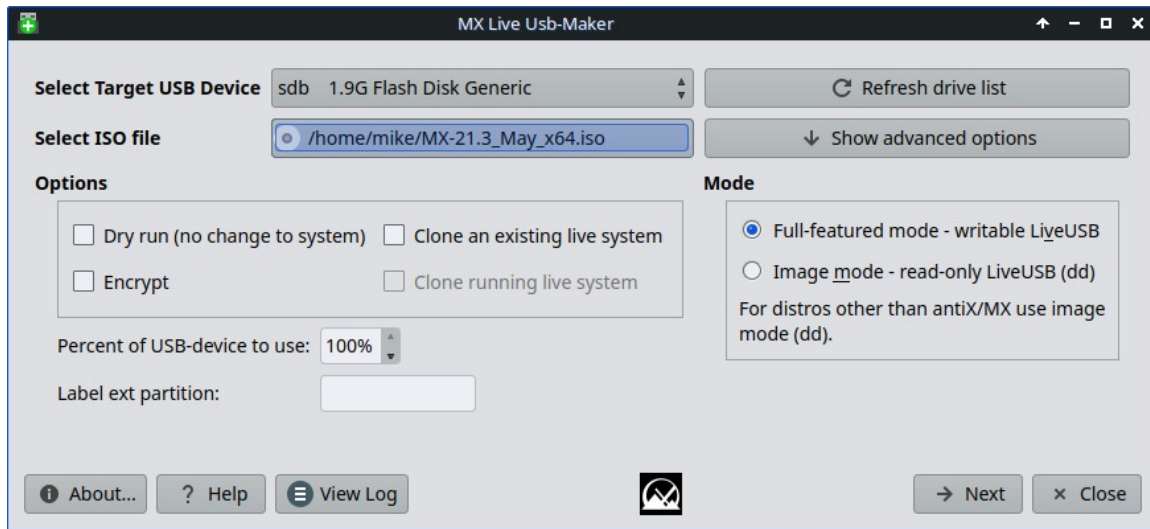 MX Live Usb-Maker
Select Target USB Device sdb 1.9G Flash Disk Generic Refresh drive list
Select ISO file /home/mike/MX-21.3_May_x64.iso Show advanced options
Options Mode
Dry run (no change to system) Clone an existing live system Full-featured mode - writable LiveUSB
Encrypt Clone running live system Image mode - read-only LiveUSB (dd)
For distros other than antiX/MX use image
mode (dd).
Percent of USB-device to use: 100%
Label ext partition:
About... ? Help View Log Next Close